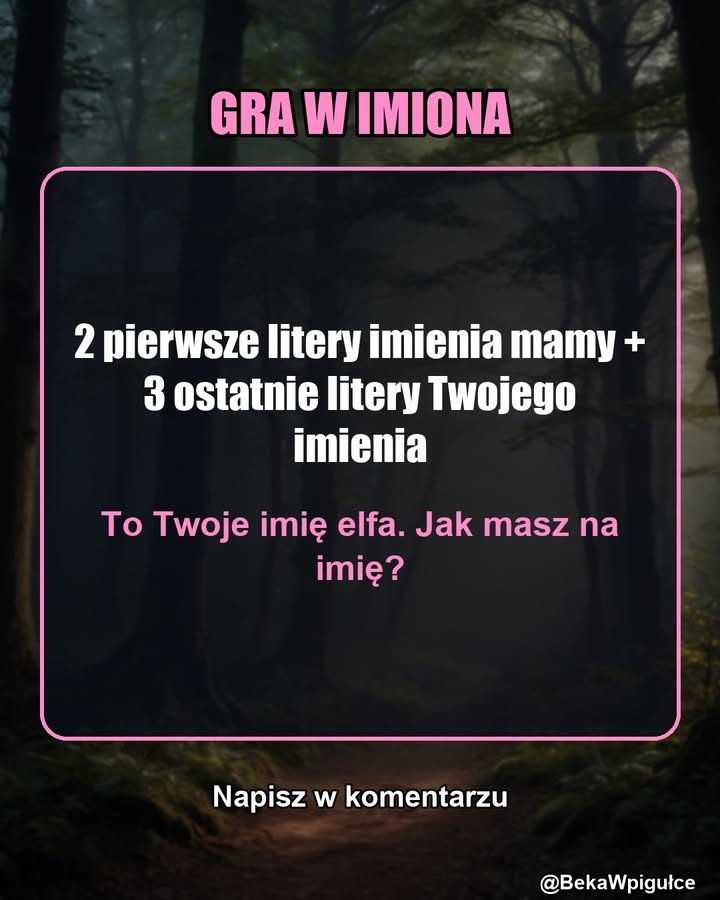 GRA W IMIONA
2 pierwsze litery imienia mamy +
3 ostatnie litery Twojego
imienia
To Twoje imię elfa. Jak masz na
imię?
Napisz w komentarzu
@BekaWpigułce